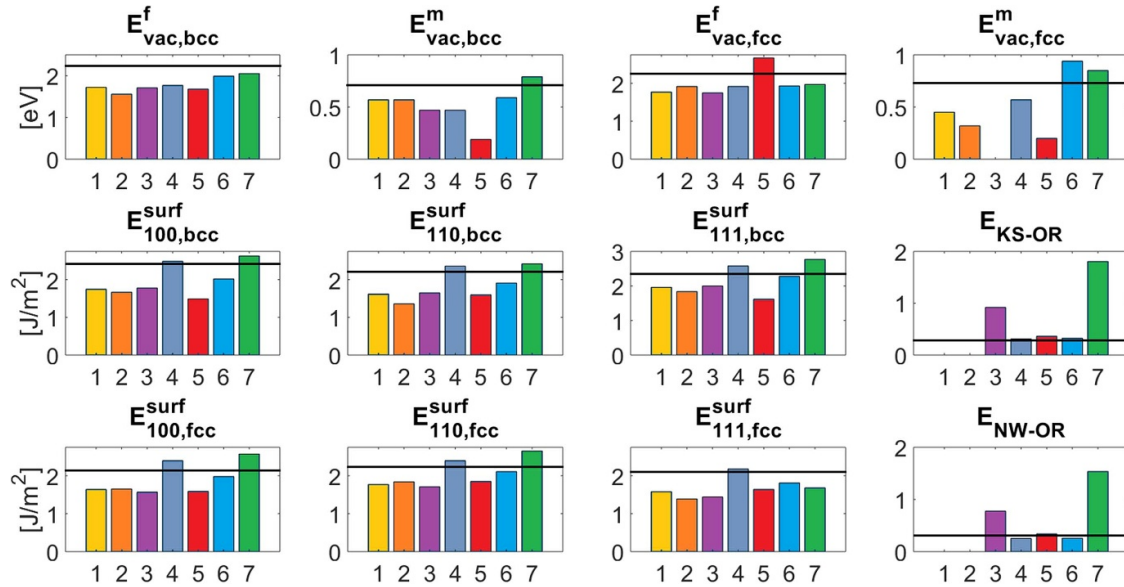 E^f_vac,bcc
E^m_vac,bcc
E^f_vac,fcc
E^m_vac,fcc
[eV]
2
1
0
1
0.5
0
2
1
0
1
0.5
0
1 2 3 4 5 6 7
1 2 3 4 5 6 7
1 2 3 4 5 6 7
1 2 3 4 5 6 7
E^surf_100,bcc
E^surf_110,bcc
E^surf_111,bcc
E_KS-OR
[J/m²]
2
1
0
2
1
0
3
2
1
0
2
1
0
1 2 3 4 5 6 7
1 2 3 4 5 6 7
1 2 3 4 5 6 7
1 2 3 4 5 6 7
E^surf_100,fcc
E^surf_110,fcc
E^surf_111,fcc
E_NW-OR
[J/m²]
2
1
0
2
1
0
2
1
0
2
1
0
1 2 3 4 5 6 7
1 2 3 4 5 6 7
1 2 3 4 5 6 7
1 2 3 4 5 6 7